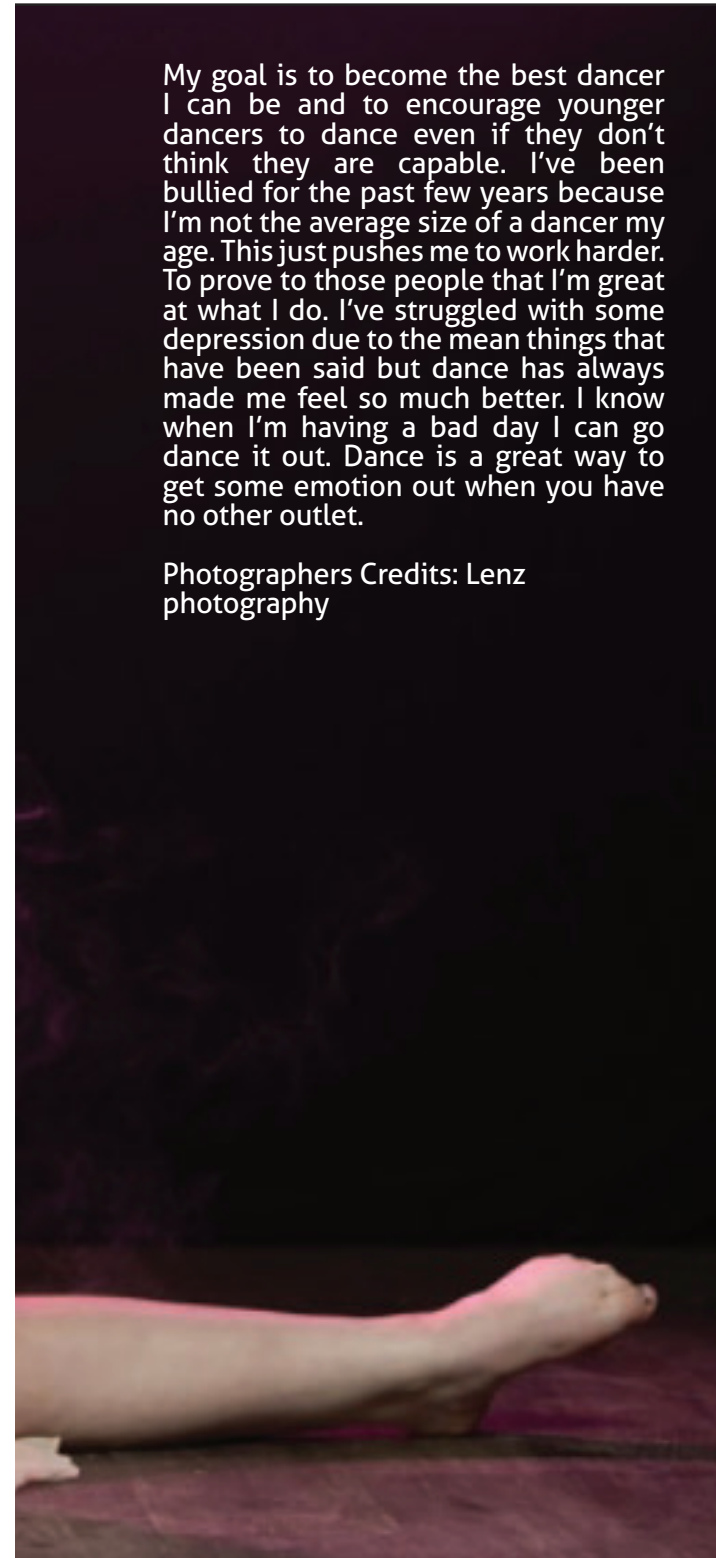 My goal is to become the best dancer
I can be and to encourage younger
dancers to dance even if they don’t
think they are capable. I’ve been
bullied for the past few years because
I’m not the average size of a dancer my
age. This just pushes me to work harder.
To prove to those people that I’m great
at what I do. I’ve struggled with some
depression due to the mean things that
have been said but dance has always
made me feel so much better. I know
when I’m having a bad day I can go
dance it out. Dance is a great way to
get some emotion out when you have
no other outlet.
Photographers Credits: Lenz
photography